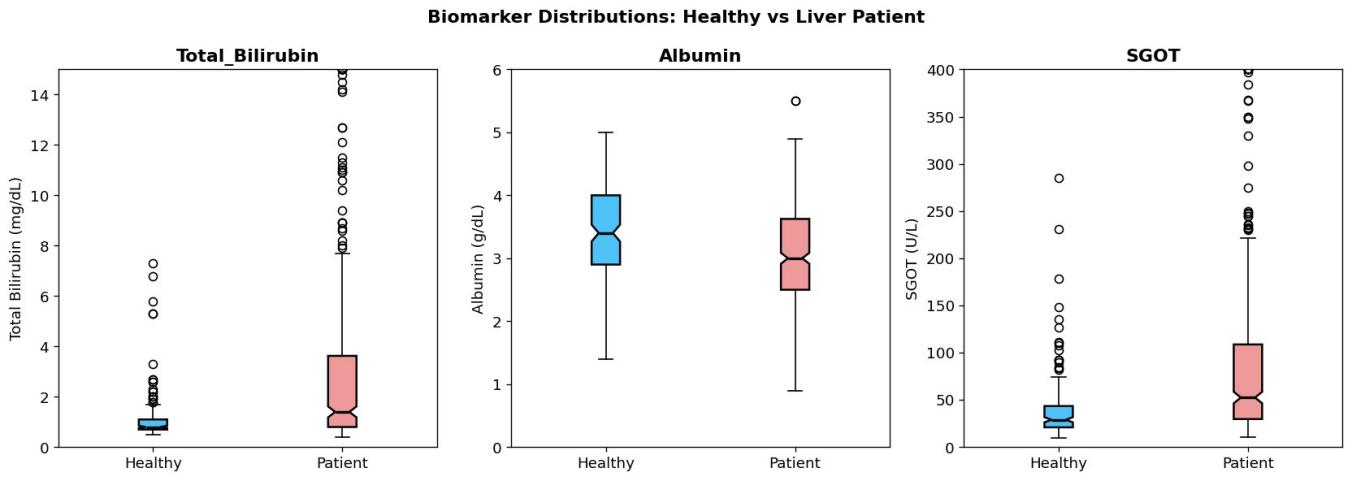 Biomarker Distributions: Healthy vs Liver Patient
Total_Bilirubin
Total Bilirubin (mg/dL)
14
12
10
8
6
4
2
0
Healthy Patient
Albumin
Albumin (g/dL)
6
5
4
3
2
1
0
Healthy Patient
SGOT
SGOT (U/L)
400
350
300
250
200
150
100
50
0
Healthy Patient